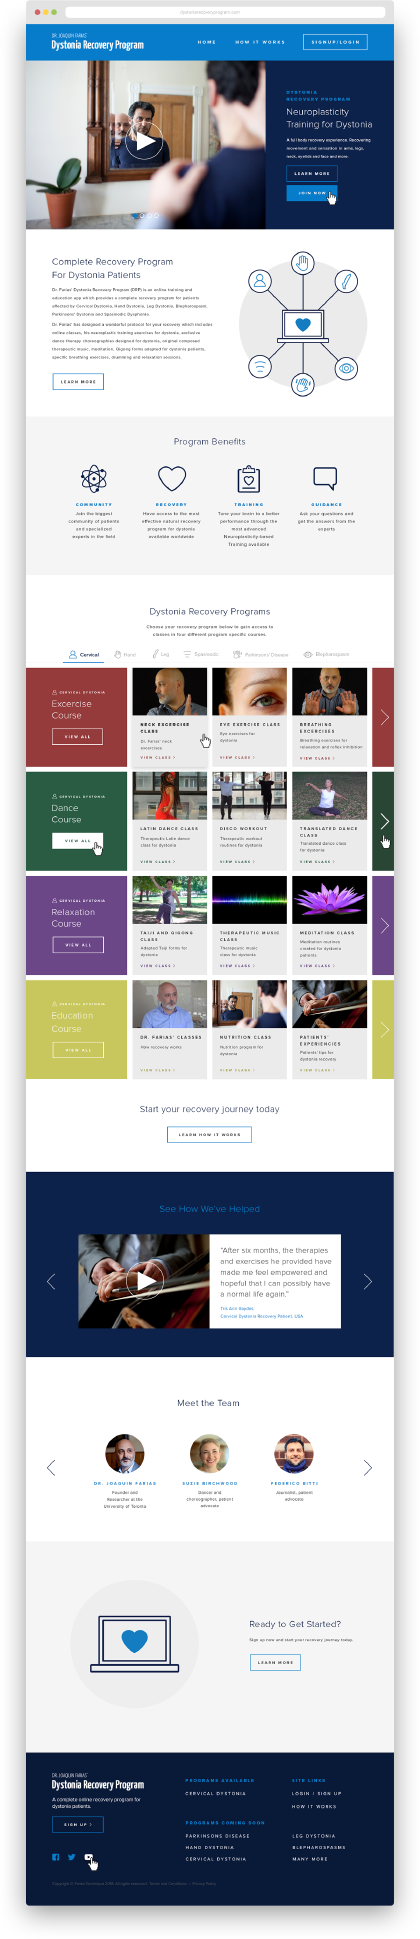 dystoniarecoveryprogram.com
DR. JOAQUIN FARIAS'
Dystonia Recovery Program
HOME
HOW IT WORKS
SIGNUP/LOGIN
DYSTONIA
RECOVERY PROGRAM
Neuroplasticity
Training for Dystonia
A full body recovery experience. Recovering
movement and sensation in arms, legs,
neck, eyelids and face and more.
LEARN MORE
JOIN NOW
Complete Recovery Program
For Dystonia Patients
Dr. Farias' Dystonia Recovery Program (DRP) is an online training and
education app which provides a complete recovery program for patients
affected by Cervical Dystonia, Hand Dystonia, Leg Dystonia, Blepharospasm,
Parkinsons' Dystonia and Spasmodic Dysphonia.
Dr. Farias' has designed a wonderful protocol for your recovery which includes
online classes, his neuroplastic training exercises for dystonia, exclusive
dance therapy choreographies designed for dystonia, original composed
therapeutic music, meditation, Qigong forms adapted for dystonia patients,
specific breathing exercises, chanting and relaxation sessions.
LEARN MORE
Program Benefits
COMMUNITY
Join the biggest
community of patients
and specialized
experts in the field
RECOVERY
Have access to the most
effective natural recovery
program for dystonia
available worldwide
TRAINING
Tune your brain to a better
performance through the
most advanced
Neuroplasticity-based
Training available
GUIDANCE
Ask your questions and
get the answers from the
experts
Dystonia Recovery Programs
Choose your recovery program below to gain access to
classes in four different program specific courses.
Cervical
Hand
Leg
Spasmodic
Parkinsons' Disease
Blepharospasm
CERVICAL DYSTONIA
Excercise
Course
VIEW ALL
NECK EXCERCISE
CLASS
Dr. Farias' neck
exercises
VIEW CLASS >
EYE EXERCISE CLASS
Eye exercises for
dystonia
VIEW CLASS >
BREATHING
EXCERCISES
Breathing exercises for
relaxation and reflex inhibition
VIEW CLASS >
CERVICAL DYSTONIA
Dance
Course
VIEW ALL
LATIN DANCE CLASS
Therapeutic Latin dance
class for dystonia
VIEW CLASS >
DISCO WORKOUT
Therapeutic workout
routines for dystonia
VIEW CLASS >
TRANSLATED DANCE
CLASS
Translated dance class
for dystonia
VIEW CLASS >
CERVICAL DYSTONIA
Relaxation
Course
VIEW ALL
TAIJI AND QIGONG
CLASS
Adapted Taiji forms for
dystonia
VIEW CLASS >
THERAPEUTIC MUSIC
CLASS
Therapeutic music
class for dystonia
VIEW CLASS >
MEDITATION CLASS
Meditation routines
created for dystonia
patients
VIEW CLASS >
CERVICAL DYSTONIA
Education
Course
VIEW ALL
DR. FARIAS' CLASSES
How recovery works
VIEW CLASS >
NUTRITION CLASS
Nutrition program for
dystonia
VIEW CLASS >
PATIENTS'
EXPERIENCES
Patients' tips for
dystonia recovery
VIEW CLASS >
Start your recovery journey today
LEARN HOW IT WORKS
See How We've Helped
"After six months, the therapies
and exercises he provided have
made me feel empowered and
hopeful that I can possibly have
a normal life again."
Cervical Dystonia Recovery Patient, USA
Meet the Team
DR. JOAQUIN FARIAS
Founder and
Researcher at the
University of Toronto
SUZIE BIRCHWOOD
Dancer and
choreographer, patient
advocate
FEDERICO BITTI
Journalist, patient
advocate
Ready to Get Started?
Sign up now and start your recovery journey today.
LEARN MORE
DR. JOAQUIN FARIAS'
Dystonia Recovery Program
A complete online recovery program for
dystonia patients.
SIGN UP >
PROGRAMS AVAILABLE
CERVICAL DYSTONIA
SITE LINKS
LOGIN / SIGN UP
HOW IT WORKS
PROGRAMS COMING SOON
PARKINSONS DISEASE
HAND DYSTONIA
CERVICAL DYSTONIA
LEG DYSTONIA
BLEPHAROSPASMS
MANY MORE